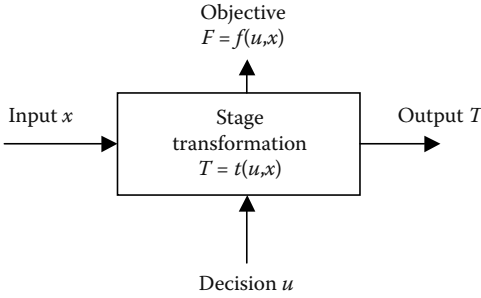 Objective
F = f(u,x)
Input x
Stage
transformation
T = t(u,x)
Output T
Decision u